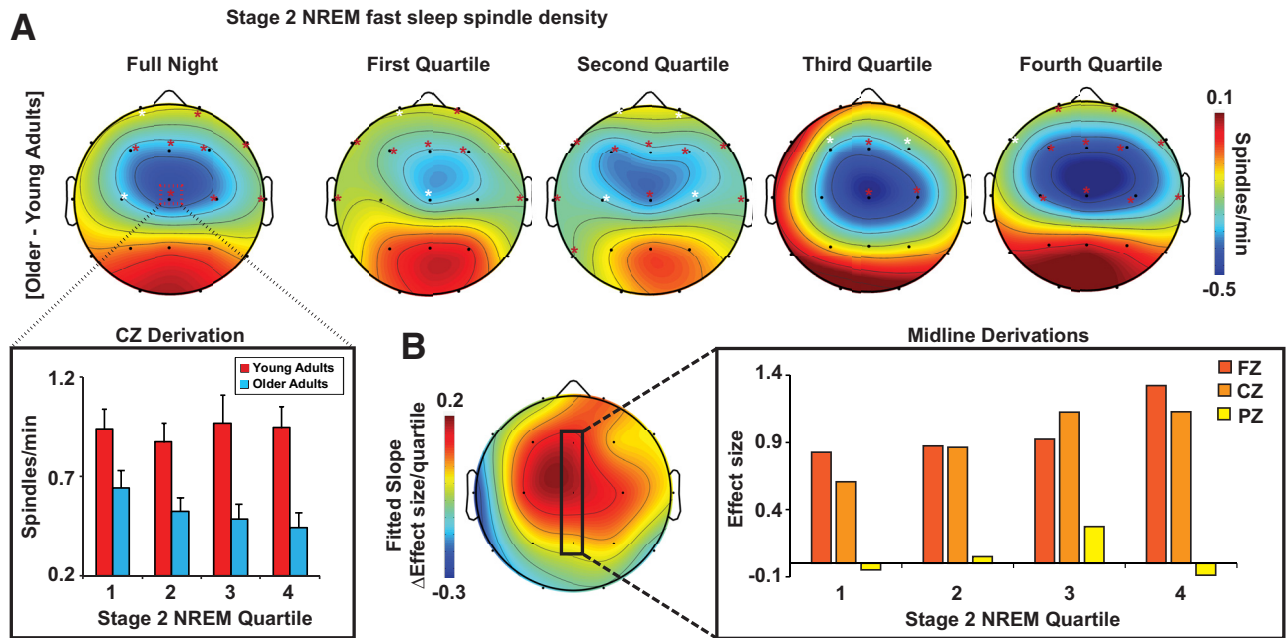 A
Stage 2 NREM fast sleep spindle density
Full Night
First Quartile
Second Quartile
Third Quartile
Fourth Quartile
[Older - Young Adults]
0.1
Spindles/min
-0.5
CZ Derivation
Young Adults
Older Adults
1.2
0.7
0.2
Spindles/min
1 2 3 4
Stage 2 NREM Quartile
B
0.2
Fitted Slope
ΔEffect size/quartile
-0.3
Midline Derivations
FZ
CZ
PZ
1.4
0.9
0.4
-0.1
Effect size
1 2 3 4
Stage 2 NREM Quartile